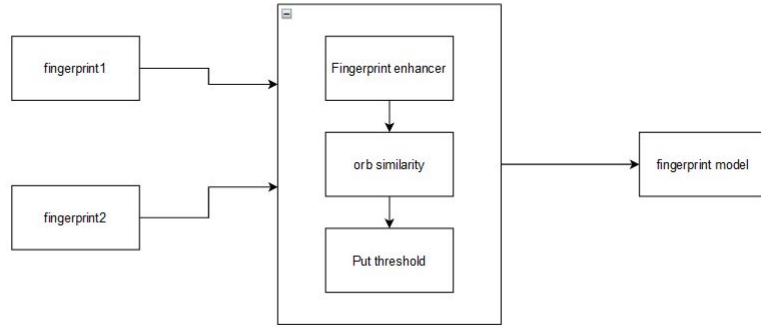 fingerprint1
Fingerprint enhancer
orb similarity
fingerprint model
fingerprint2
Put threshold